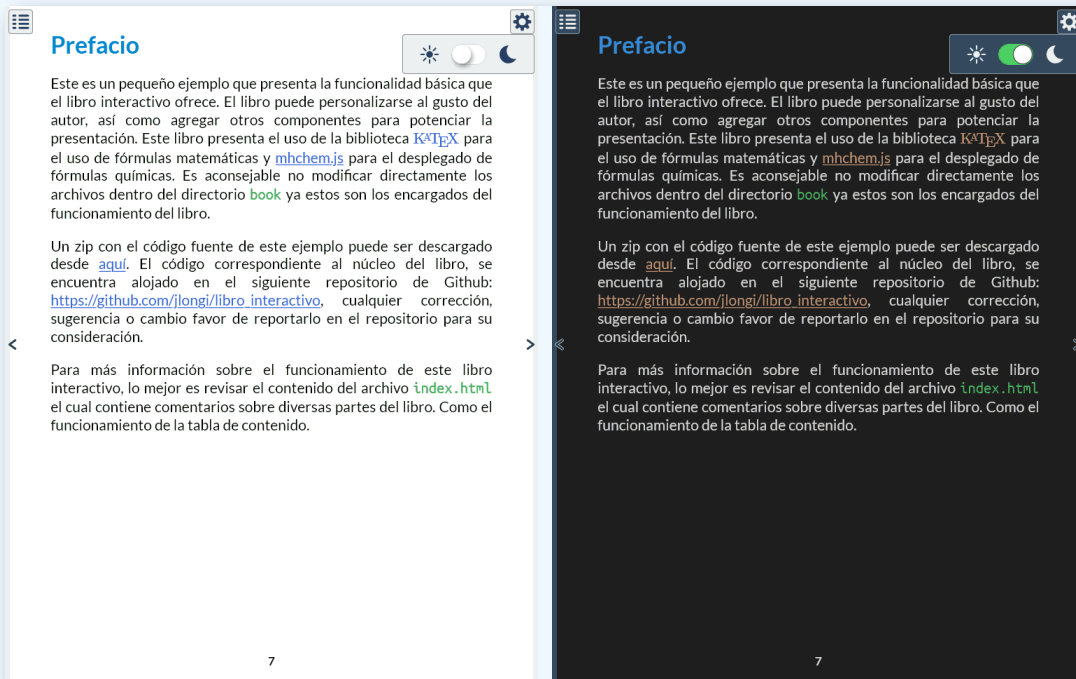 Prefacio
Este es un pequeño ejemplo que presenta la funcionalidad básica que
el libro interactivo ofrece. El libro puede personalizarse al gusto del
autor, así como agregar otros componentes para potenciar la
presentación. Este libro presenta el uso de la biblioteca KATEX para
el uso de fórmulas matemáticas y mhchem.js para el desplegado de
fórmulas químicas. Es aconsejable no modificar directamente los
archivos dentro del directorio book ya estos son los encargados del
funcionamiento del libro.
Un zip con el código fuente de este ejemplo puede ser descargado
desde aquí. El código correspondiente al núcleo del libro, se
encuentra alojado en el siguiente repositorio de Github:
https://github.com/jlongi/libro_interactivo, cualquier corrección,
sugerencia o cambio favor de reportarlo en el repositorio para su
consideración.
Para más información sobre el funcionamiento de este libro
interactivo, lo mejor es revisar el contenido del archivo index.html
el cual contiene comentarios sobre diversas partes del libro. Como el
funcionamiento de la tabla de contenido.
7
Prefacio
Este es un pequeño ejemplo que presenta la funcionalidad básica que
el libro interactivo ofrece. El libro puede personalizarse al gusto del
autor, así como agregar otros componentes para potenciar la
presentación. Este libro presenta el uso de la biblioteca KATEX para
el uso de fórmulas matemáticas y mhchem.js para el desplegado de
fórmulas químicas. Es aconsejable no modificar directamente los
archivos dentro del directorio book ya estos son los encargados del
funcionamiento del libro.
Un zip con el código fuente de este ejemplo puede ser descargado
desde aquí. El código correspondiente al núcleo del libro, se
encuentra alojado en el siguiente repositorio de Github:
https://github.com/jlongi/libro_interactivo, cualquier corrección,
sugerencia o cambio favor de reportarlo en el repositorio para su
consideración.
Para más información sobre el funcionamiento de este libro
interactivo, lo mejor es revisar el contenido del archivo index.html
el cual contiene comentarios sobre diversas partes del libro. Como el
funcionamiento de la tabla de contenido.
7